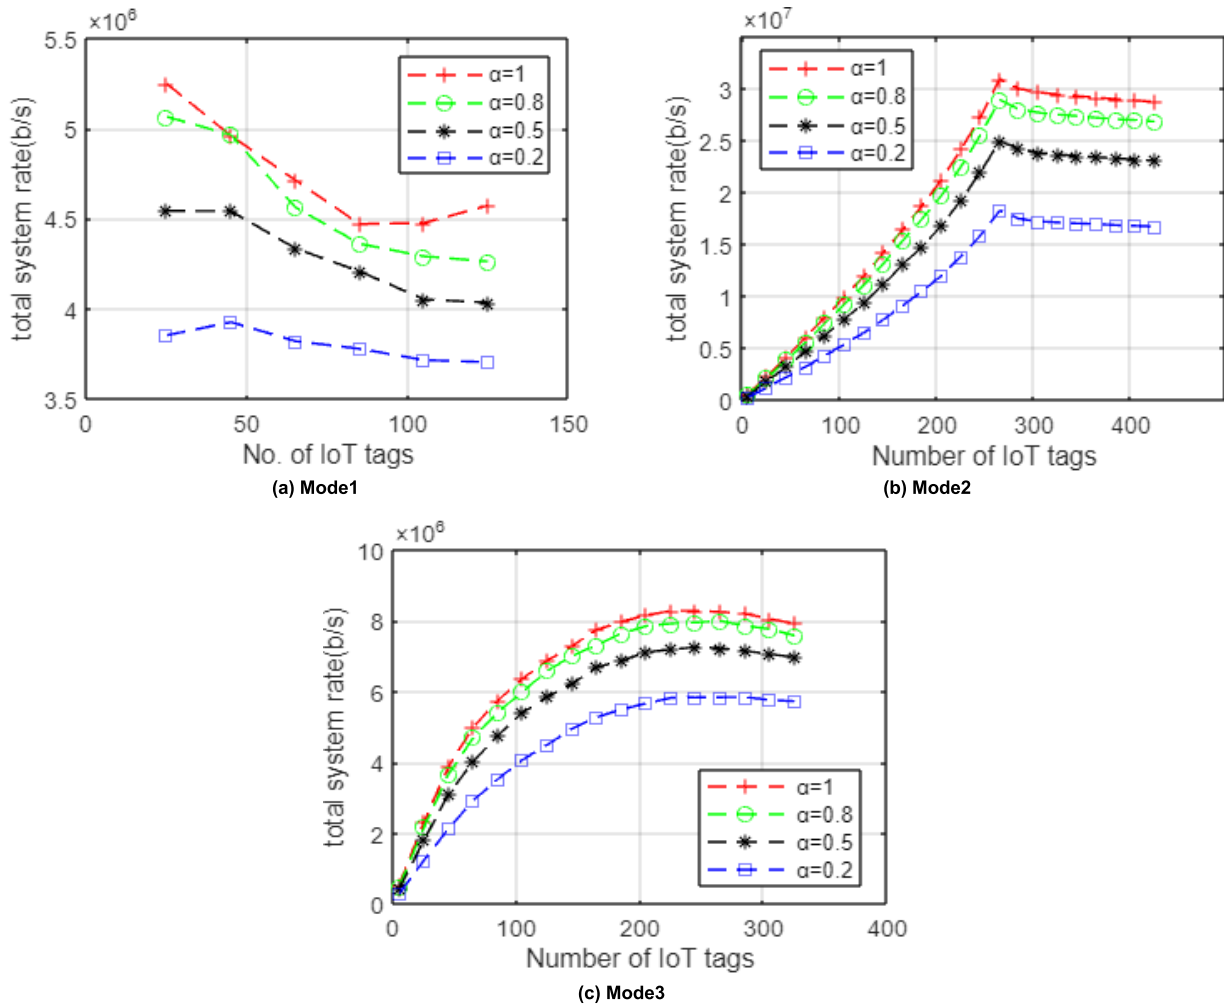 ×10⁶
5.5
5
4.5
4
3.5
0
50
100
150
total system rate(b/s)
No. of IoT tags
α=1
α=0.8
α=0.5
α=0.2
(a) Mode1
×10⁷
3
2.5
2
1.5
1
0.5
0
0
100
200
300
400
total system rate(b/s)
Number of IoT tags
α=1
α=0.8
α=0.5
α=0.2
(b) Mode2
×10⁶
10
8
6
4
2
0
0
100
200
300
400
total system rate(b/s)
Number of IoT tags
α=1
α=0.8
α=0.5
α=0.2
(c) Mode3